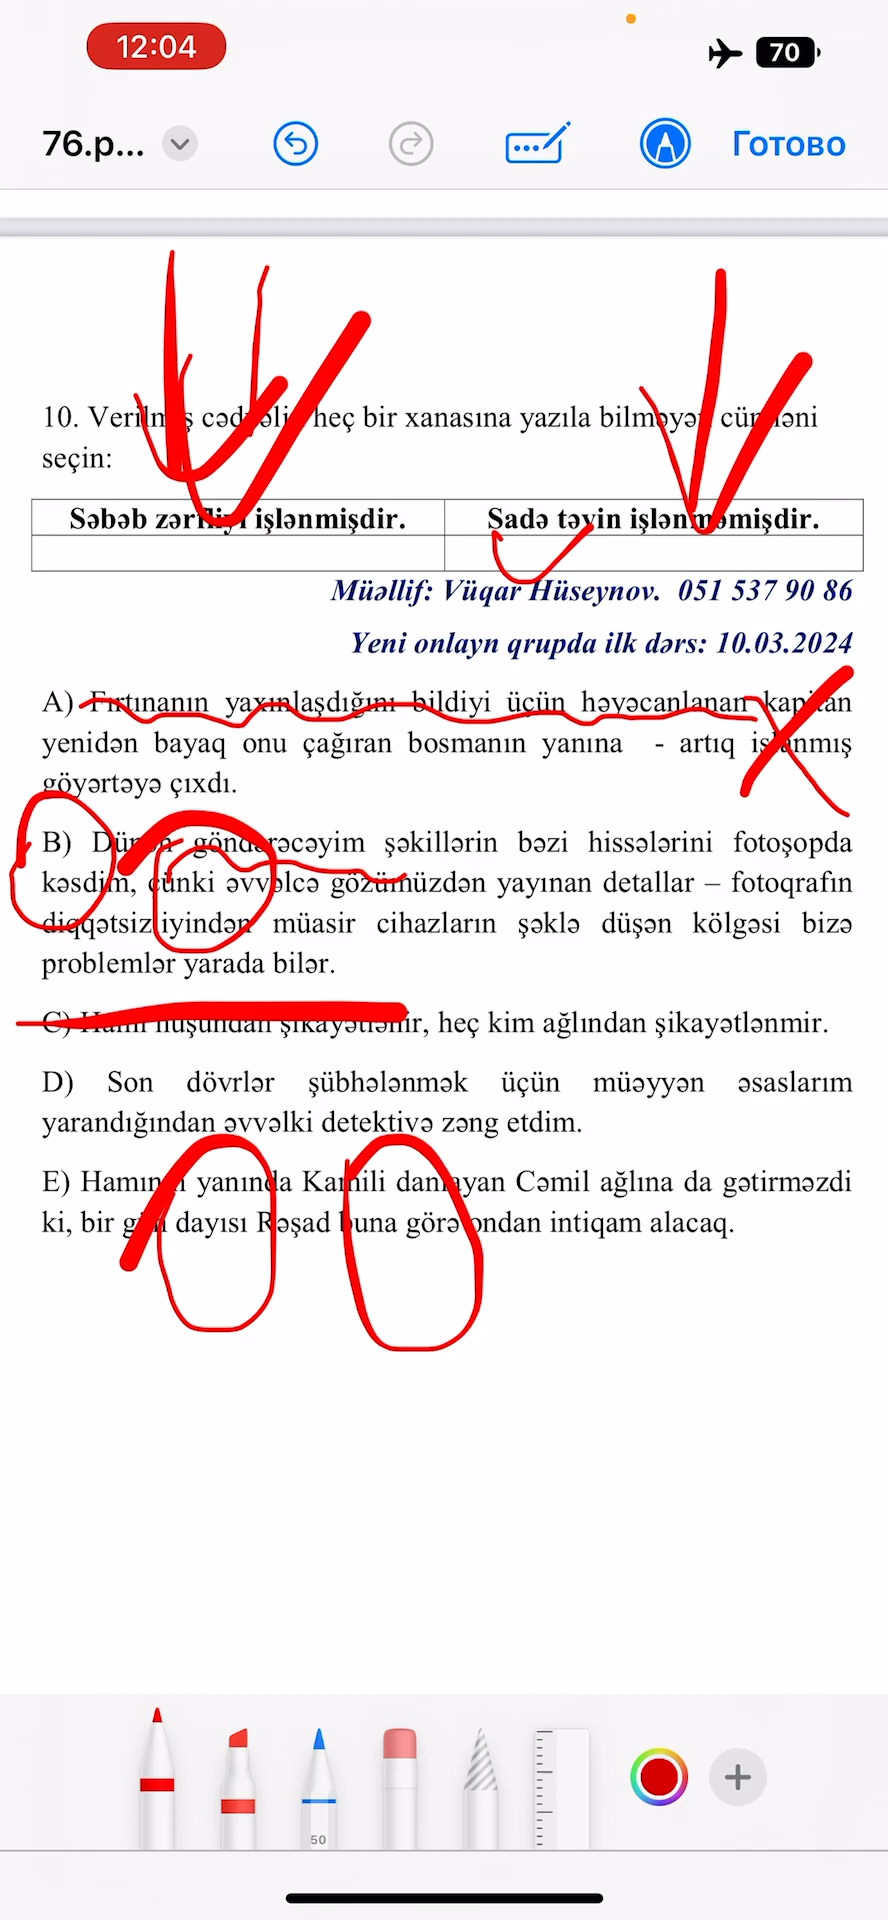 12:04
70
76.p...
Готово
10. Verilmiş cədvəlin heç bir xanasına yazıla bilməyən cümləni
seçin:
Səbəb zərfliyi işlənmişdir.
Sadə təyin işlənməmişdir.
Müəllif: Vüqar Hüseynov. 051 537 90 86
Yeni onlayn qrupda ilk dərs: 10.03.2024
A) Fırtınanın yaxınlaşdığını bildiyi üçün həyəcanlanan kapitan
yenidən bayaq onu çağıran bosmanın yanına - artıq islanmış
göyərtəyə çıxdı.
B) Dünən göndərəcəyim şəkillərin bəzi hissələrini fotoşopda
kəsdim, çünki əvvəlcə gözümüzdən yayınan detallar – fotoqrafın
diqqətsizliyindən müasir cihazların şəklə düşən kölgəsi bizə
problemlər yarada bilər.
C) Hamı huşundan şikayətlənir, heç kim ağlından şikayətlənmir.
D) Son dövrlər şübhələnmək üçün müəyyən əsaslarım
yarandığından əvvəlki detektivə zəng etdim.
E) Hamının yanında Kamili danlayan Cəmil ağlına da gətirməzdi
ki, bir gün dayısı Rəşad buna görə ondan intiqam alacaq.
50